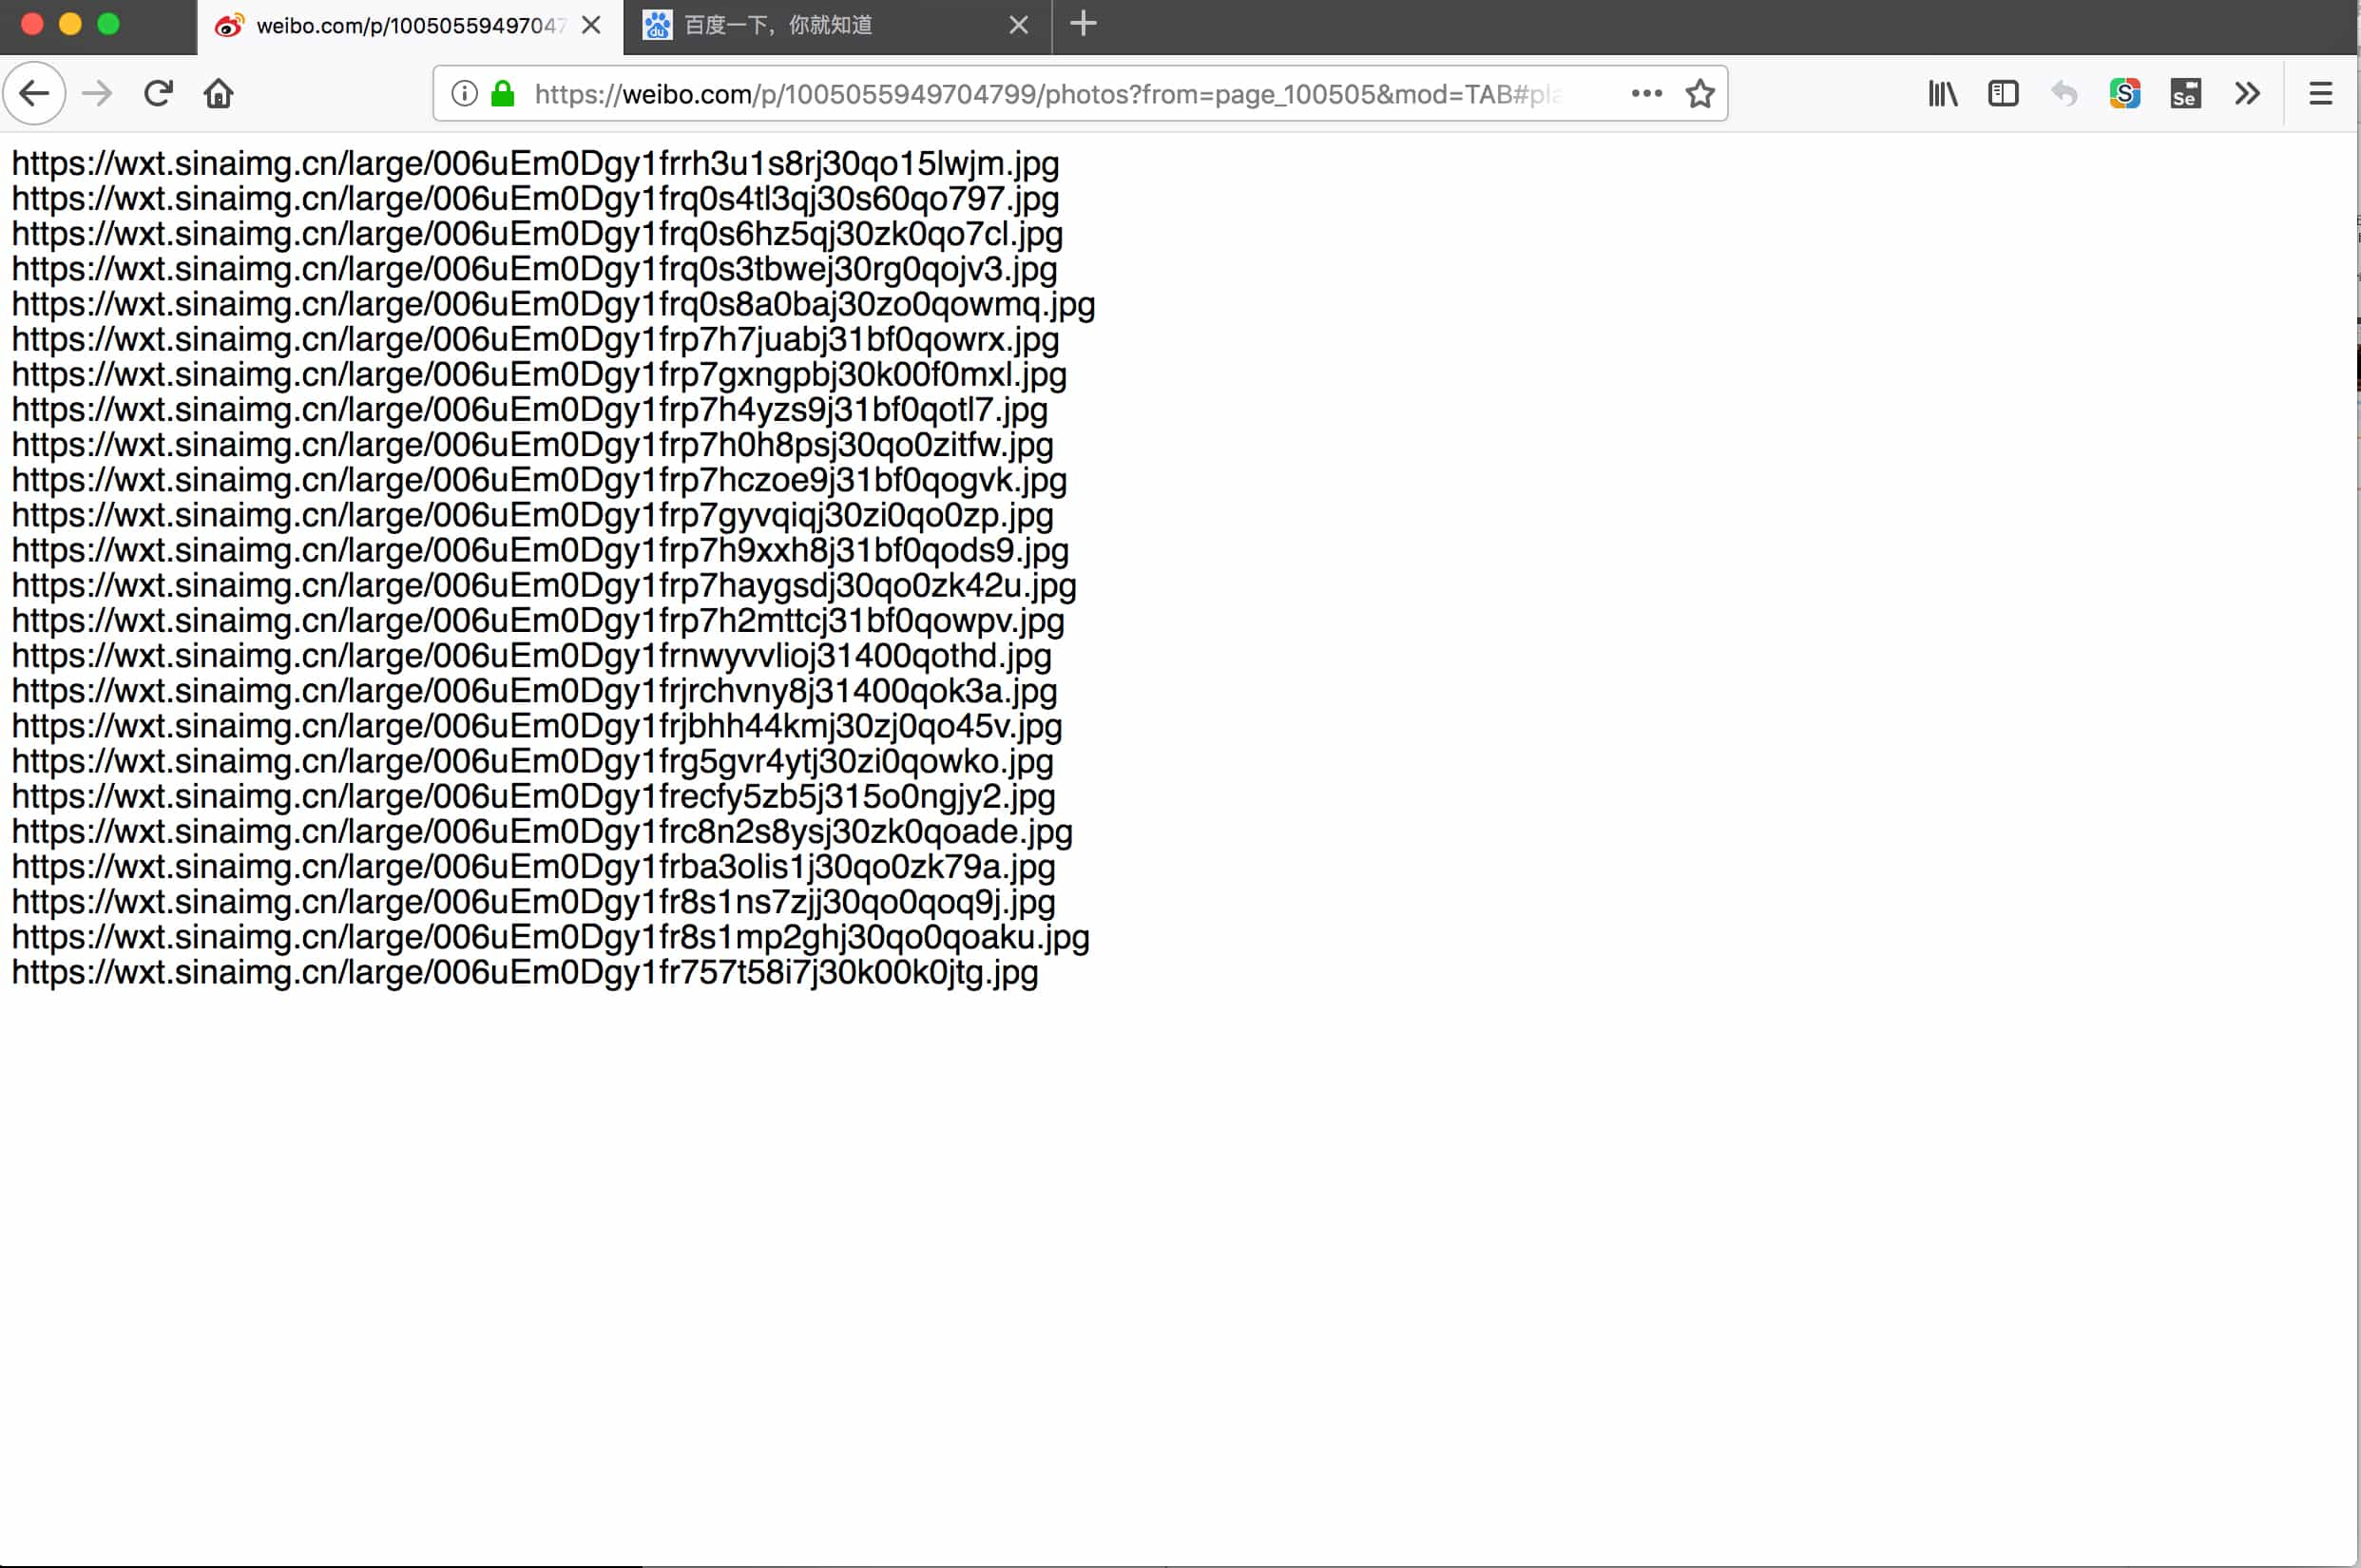 weibo.com/p/100505594970479
百度一下，你就知道
https://weibo.com/p/1005055949704799/photos?from=page_100505&mod=TAB#pla
Se
https://wxt.sinaimg.cn/large/006uEm0Dgy1frrh3u1s8rj30qo15lwjm.jpg
https://wxt.sinaimg.cn/large/006uEm0Dgy1frq0s4tl3qj30s60qo797.jpg
https://wxt.sinaimg.cn/large/006uEm0Dgy1frq0s6hz5qj30zk0qo7cl.jpg
https://wxt.sinaimg.cn/large/006uEm0Dgy1frq0s3tbwej30rg0qojv3.jpg
https://wxt.sinaimg.cn/large/006uEm0Dgy1frq0s8a0baj30zo0qowmq.jpg
https://wxt.sinaimg.cn/large/006uEm0Dgy1frp7h7juabj31bf0qowrx.jpg
https://wxt.sinaimg.cn/large/006uEm0Dgy1frp7gxngpbj30k00f0mxl.jpg
https://wxt.sinaimg.cn/large/006uEm0Dgy1frp7h4yzs9j31bf0qotl7.jpg
https://wxt.sinaimg.cn/large/006uEm0Dgy1frp7h0h8psj30qo0zitfw.jpg
https://wxt.sinaimg.cn/large/006uEm0Dgy1frp7hczoe9j31bf0qogvk.jpg
https://wxt.sinaimg.cn/large/006uEm0Dgy1frp7gyvqiqj30zi0qo0zp.jpg
https://wxt.sinaimg.cn/large/006uEm0Dgy1frp7h9xxh8j31bf0qods9.jpg
https://wxt.sinaimg.cn/large/006uEm0Dgy1frp7haygsdj30qo0zk42u.jpg
https://wxt.sinaimg.cn/large/006uEm0Dgy1frp7h2mttcj31bf0qowpv.jpg
https://wxt.sinaimg.cn/large/006uEm0Dgy1frnwyvvlioj31400qothd.jpg
https://wxt.sinaimg.cn/large/006uEm0Dgy1frjrchvny8j31400qok3a.jpg
https://wxt.sinaimg.cn/large/006uEm0Dgy1frjbhh44kmj30zj0qo45v.jpg
https://wxt.sinaimg.cn/large/006uEm0Dgy1frg5gvr4ytj30zi0qowko.jpg
https://wxt.sinaimg.cn/large/006uEm0Dgy1frecfy5zb5j315o0ngjy2.jpg
https://wxt.sinaimg.cn/large/006uEm0Dgy1frc8n2s8ysj30zk0qoade.jpg
https://wxt.sinaimg.cn/large/006uEm0Dgy1frba3olis1j30qo0zk79a.jpg
https://wxt.sinaimg.cn/large/006uEm0Dgy1fr8s1ns7zjj30qo0qoq9j.jpg
https://wxt.sinaimg.cn/large/006uEm0Dgy1fr8s1mp2ghj30qo0qoaku.jpg
https://wxt.sinaimg.cn/large/006uEm0Dgy1fr757t58i7j30k00k0jtg.jpg